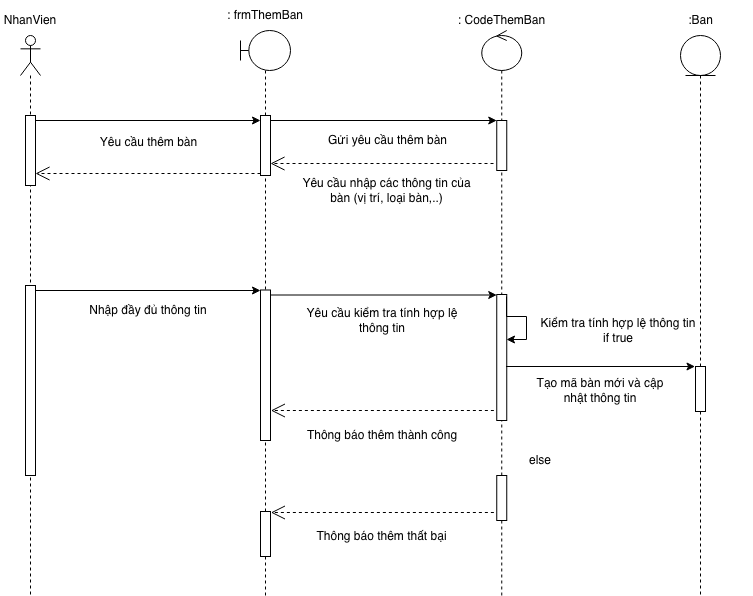 NhanVien
: frmThemBan
: CodeThemBan
:Ban
Yêu cầu thêm bàn
Gửi yêu cầu thêm bàn
Yêu cầu nhập các thông tin của
bàn (vị trí, loại bàn,..)
Nhập đầy đủ thông tin
Yêu cầu kiểm tra tính hợp lệ
thông tin
Kiểm tra tính hợp lệ thông tin
if true
Tạo mã bàn mới và cập
nhật thông tin
Thông báo thêm thành công
else
Thông báo thêm thất bại